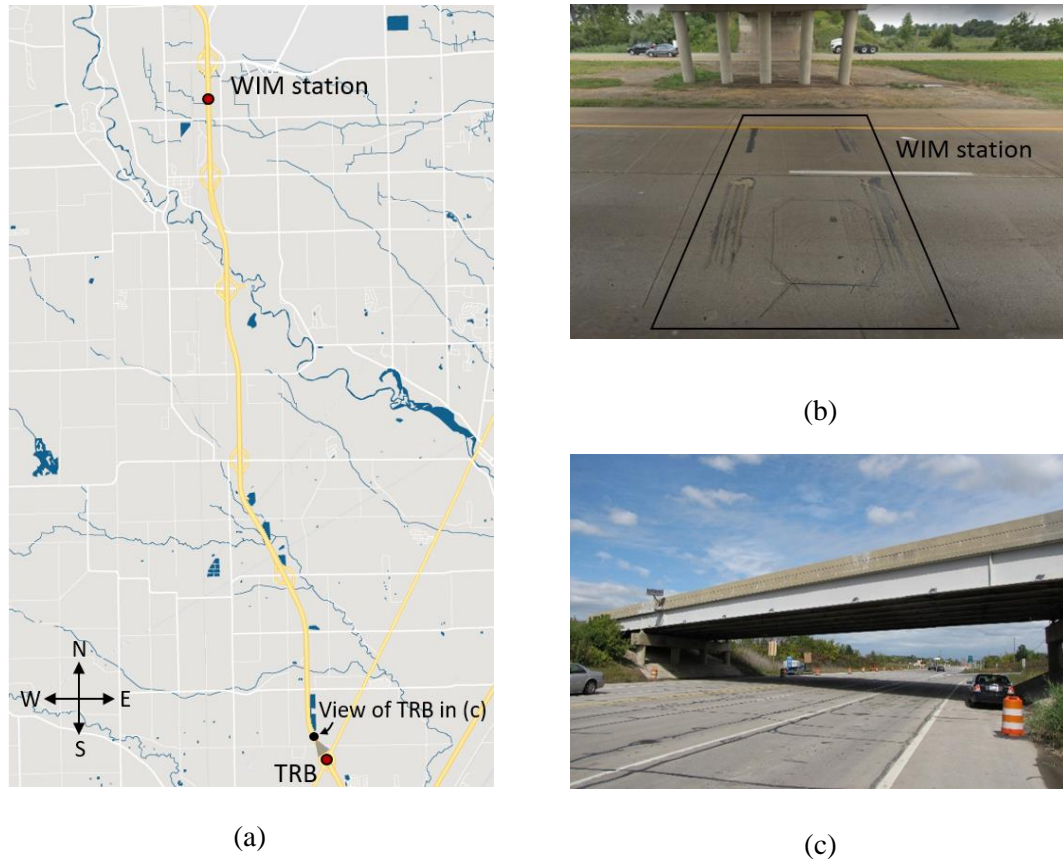 WIM station
N
W
E
S
View of TRB in (c)
TRB
(a)
WIM station
(b)
(c)